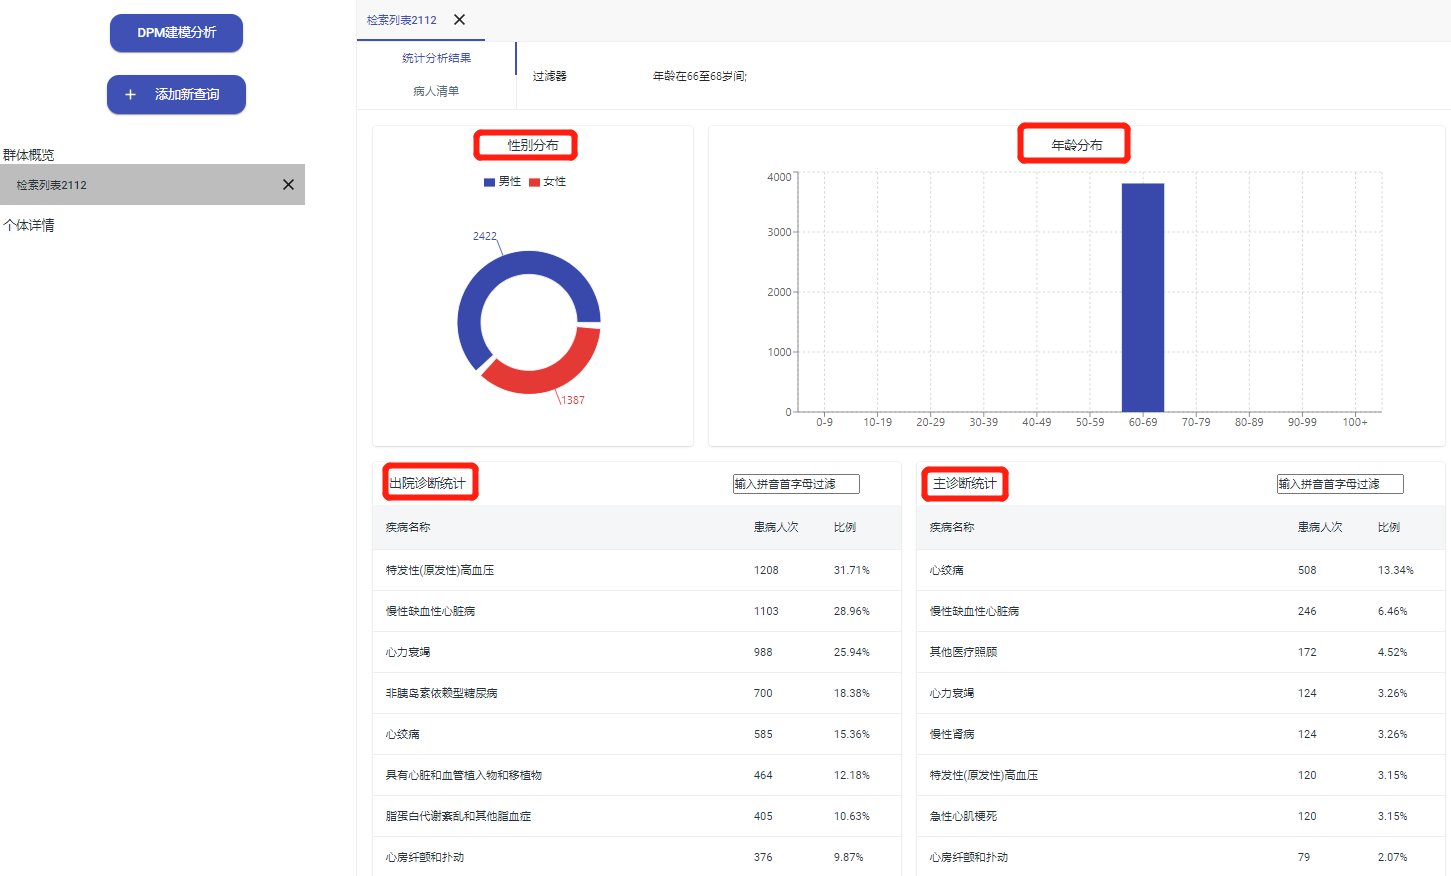 DPM建模分析
+ 添加新查询
群体概览
检索列表2112
个体详情
检索列表2112
统计分析结果
病人清单
过滤器 年龄在66至68岁间;
性别分布
男性 女性
2422
1387
年龄分布
4000
3000
2000
1000
0
0-9 10-19 20-29 30-39 40-49 50-59 60-69 70-79 80-89 90-99 100+
出院诊断统计 输入拼音首字母过滤
疾病名称 患病人次 比例
特发性(原发性)高血压 1208 31.71%
慢性缺血性心脏病 1103 28.96%
心力衰竭 988 25.94%
非胰岛素依赖型糖尿病 700 18.38%
心绞痛 585 15.36%
具有心脏和血管植入物和移植物 464 12.18%
脂蛋白代谢紊乱和其他脂血症 405 10.63%
心房纤颤和扑动 376 9.87%
主诊断统计 输入拼音首字母过滤
疾病名称 患病人次 比例
心绞痛 508 13.34%
慢性缺血性心脏病 246 6.46%
其他医疗照顾 172 4.52%
心力衰竭 124 3.26%
慢性肾病 124 3.26%
特发性(原发性)高血压 120 3.15%
急性心肌梗死 120 3.15%
心房纤颤和扑动 79 2.07%